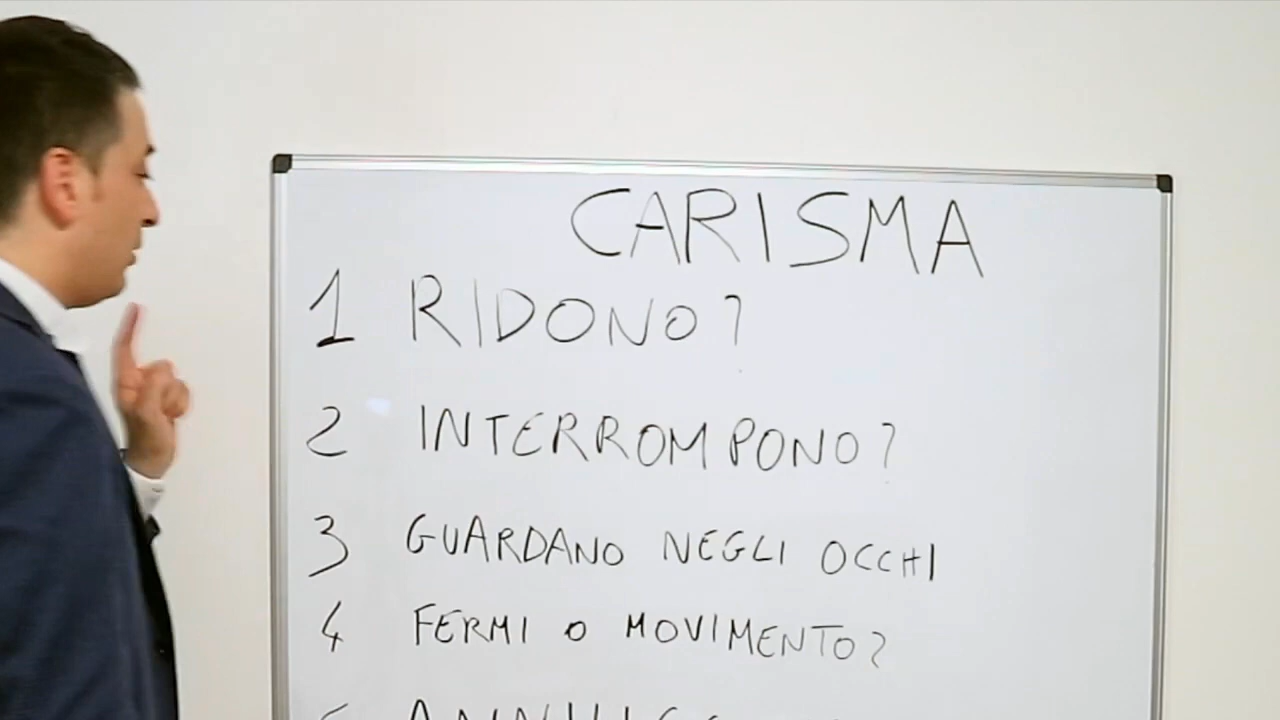 CARISMA
1 RIDONO?
2 INTERROMPONO?
3 GUARDANO NEGLI OCCHI
4 FERMI O MOVIMENTO?